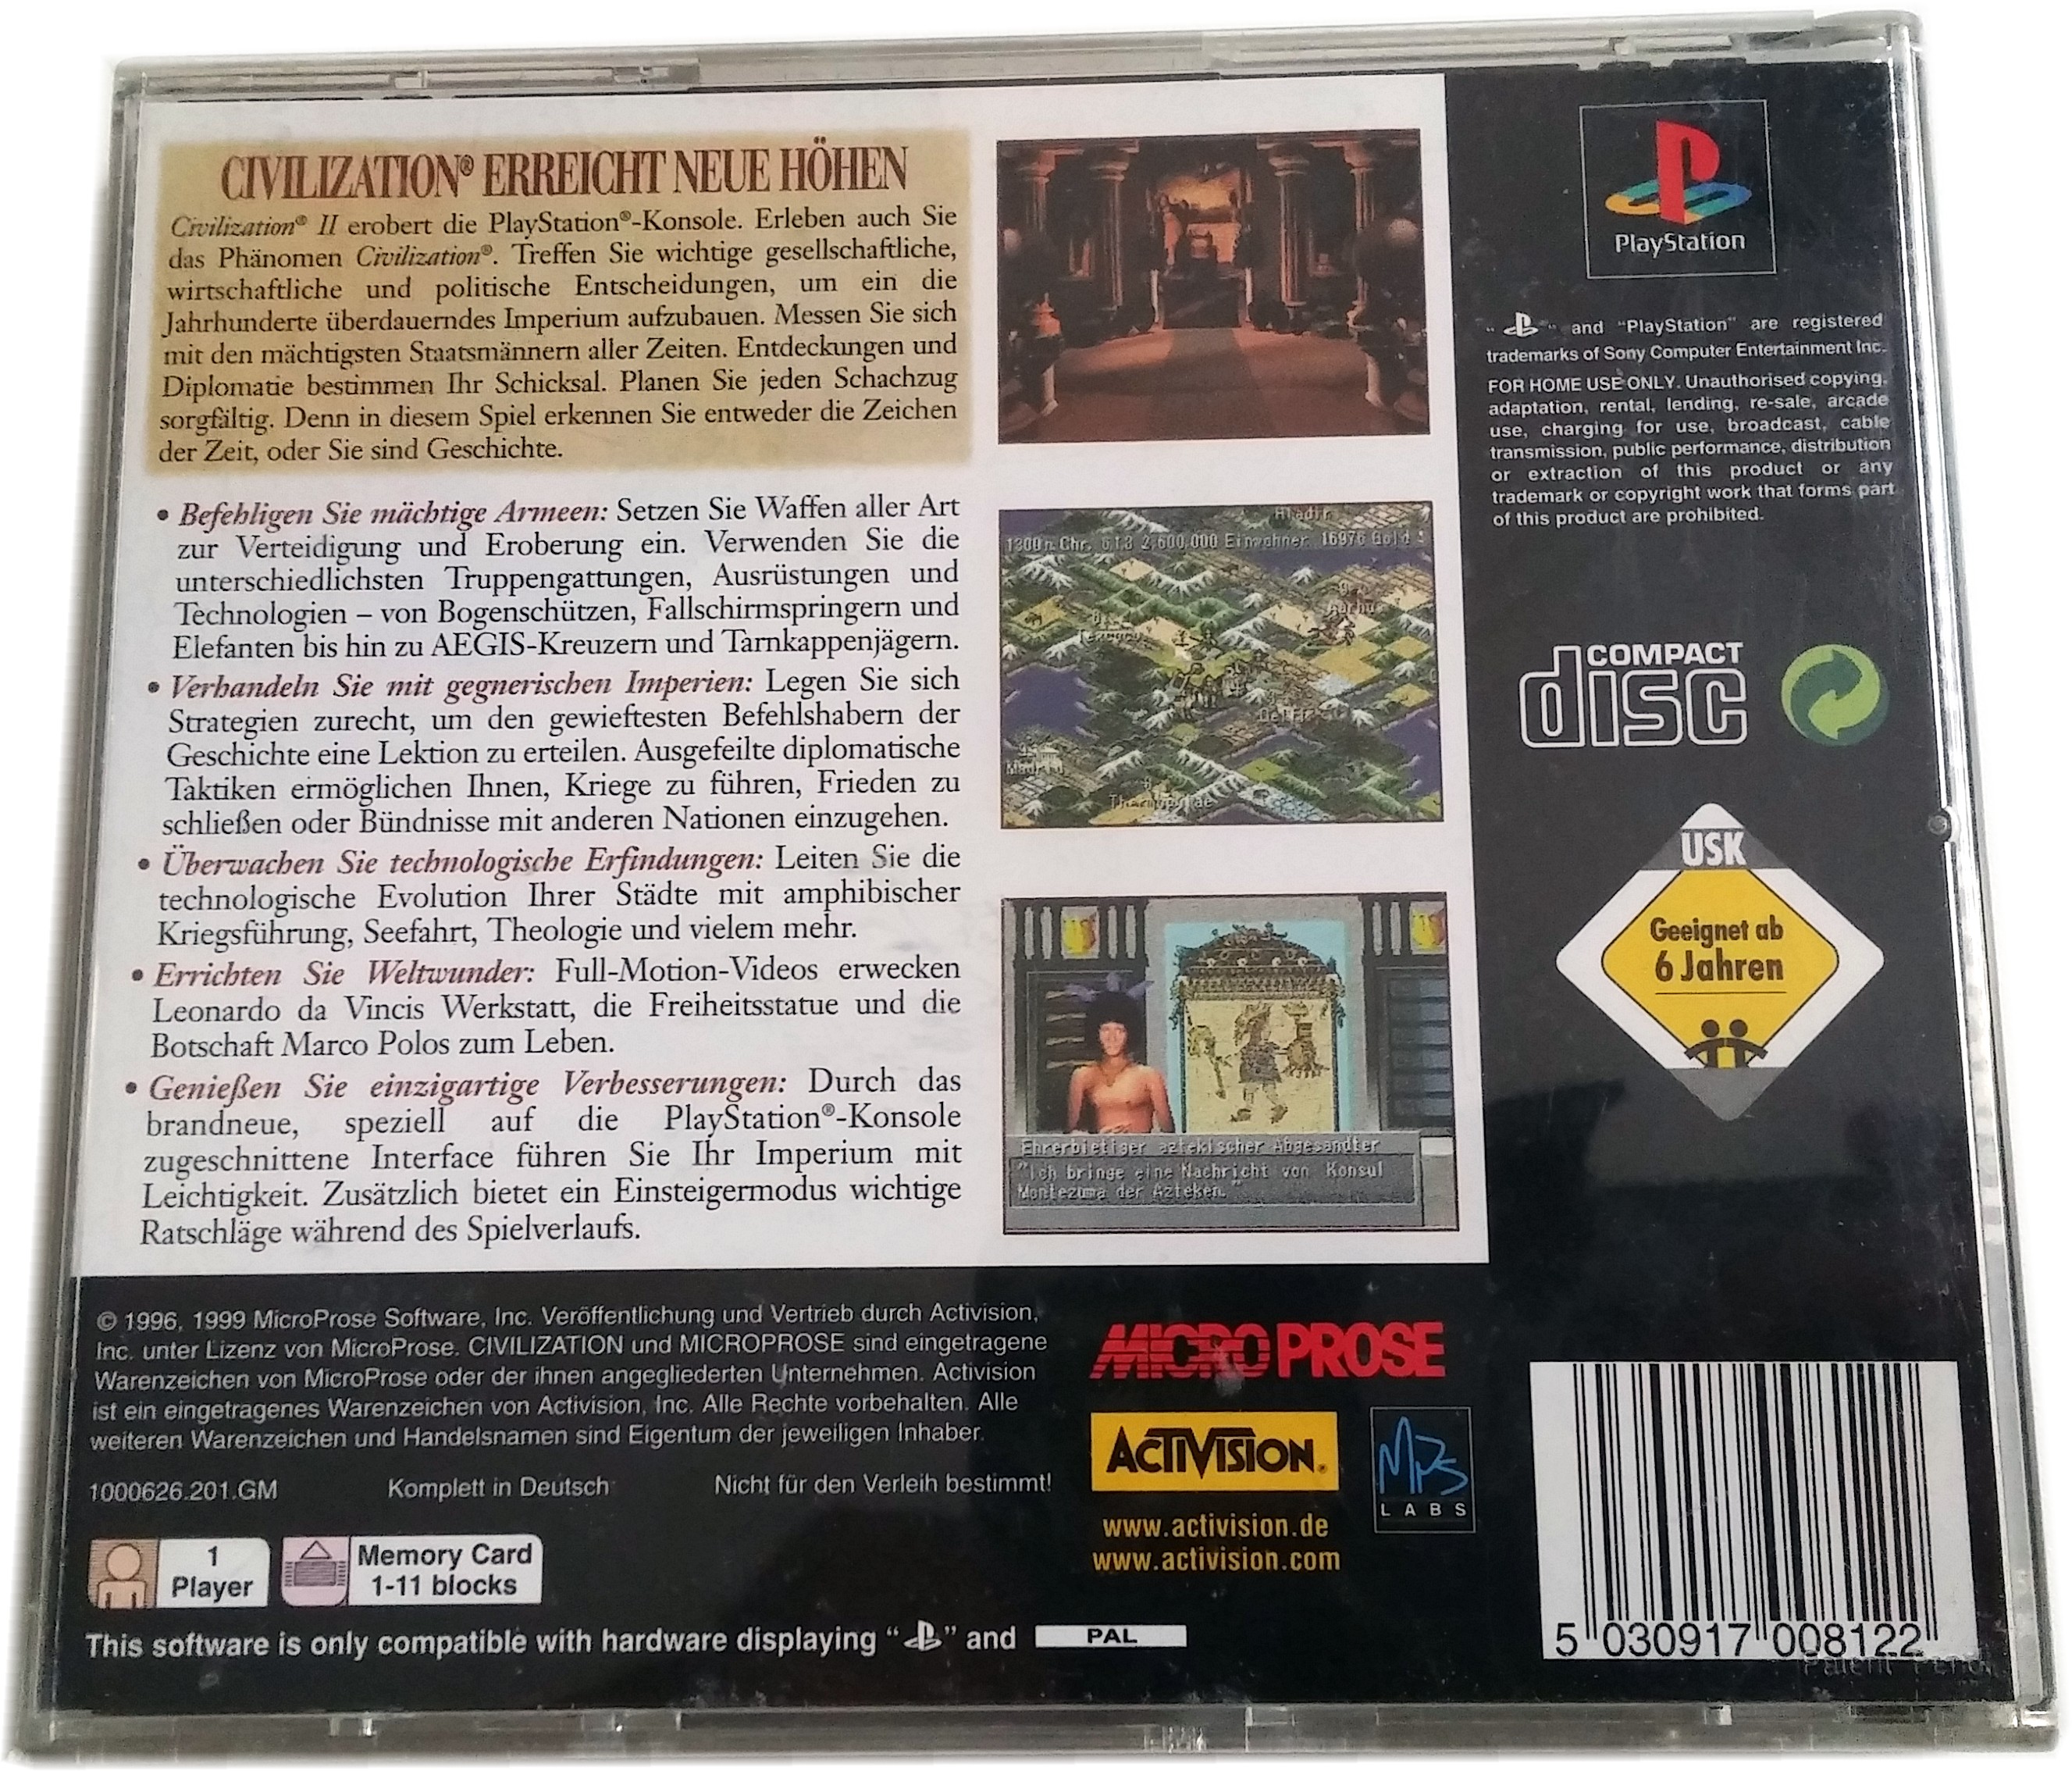 CIVILIZATION® ERREICHT NEUE HÖHEN
Civilization® II erobert die PlayStation®-Konsole. Erleben auch Sie
das Phänomen Civilization®. Treffen Sie wichtige gesellschaftliche,
wirtschaftliche und politische Entscheidungen, um ein die
Jahrhunderte überdauerndes Imperium aufzubauen. Messen Sie sich
mit den mächtigsten Staatsmännern aller Zeiten. Entdeckungen und
Diplomatie bestimmen Ihr Schicksal. Planen Sie jeden Schachzug
sorgfältig. Denn in diesem Spiel erkennen Sie entweder die Zeichen
der Zeit, oder Sie sind Geschichte.
• Befehligen Sie mächtige Armeen: Setzen Sie Waffen aller Art
zur Verteidigung und Eroberung ein. Verwenden Sie die
unterschiedlichsten Truppengattungen, Ausrüstungen und
Technologien – von Bogenschützen, Fallschirmspringern und
Elefanten bis hin zu AEGIS-Kreuzern und Tarnkappenjägern.
• Verhandeln Sie mit gegnerischen Imperien: Legen Sie sich
Strategien zurecht, um den gewieftesten Befehlshabern der
Geschichte eine Lektion zu erteilen. Ausgefeilte diplomatische
Taktiken ermöglichen Ihnen, Kriege zu führen, Frieden zu
schließen oder Bündnisse mit anderen Nationen einzugehen.
• Überwachen Sie technologische Erfindungen: Leiten Sie die
technologische Evolution Ihrer Städte mit amphibischer
Kriegsführung, Seefahrt, Theologie und vielem mehr.
• Errichten Sie Weltwunder: Full-Motion-Videos erwecken
Leonardo da Vincis Werkstatt, die Freiheitsstatue und die
Botschaft Marco Polos zum Leben.
• Genießen Sie einzigartige Verbesserungen: Durch das
brandneue, speziell auf die PlayStation®-Konsole
zugeschnittene Interface führen Sie Ihr Imperium mit
Leichtigkeit. Zusätzlich bietet ein Einsteigermodus wichtige
Ratschläge während des Spielverlaufs.
1300 n. Chr. 2,600,000 Einwohner 16976 Gold
Texcoco
Madrid
Thermopylae
Ehrerbietiger aztekischer Abgesandter
"Ich bringe eine Nachricht von Konsul
Montezuma der Azteken."
PlayStation
" " and "PlayStation" are registered
trademarks of Sony Computer Entertainment Inc.
FOR HOME USE ONLY. Unauthorised copying,
adaptation, rental, lending, re-sale, arcade
use, charging for use, broadcast, cable
transmission, public performance, distribution
or extraction of this product or any
trademark or copyright work that forms part
of this product are prohibited.
COMPACT
disc
USK
Geeignet ab
6 Jahren
© 1996, 1999 MicroProse Software, Inc. Veröffentlichung und Vertrieb durch Activision,
Inc. unter Lizenz von MicroProse. CIVILIZATION und MICROPROSE sind eingetragene
Warenzeichen von MicroProse oder der ihnen angegliederten Unternehmen. Activision
ist ein eingetragenes Warenzeichen von Activision, Inc. Alle Rechte vorbehalten. Alle
weiteren Warenzeichen und Handelsnamen sind Eigentum der jeweiligen Inhaber.
1000626.201.GM Komplett in Deutsch Nicht für den Verleih bestimmt!
MICROPROSE
ACTIVISION.
MPS
LABS
www.activision.de
www.activision.com
1
Player
Memory Card
1-11 blocks
This software is only compatible with hardware displaying " " and PAL
5 030917 008122
Patent